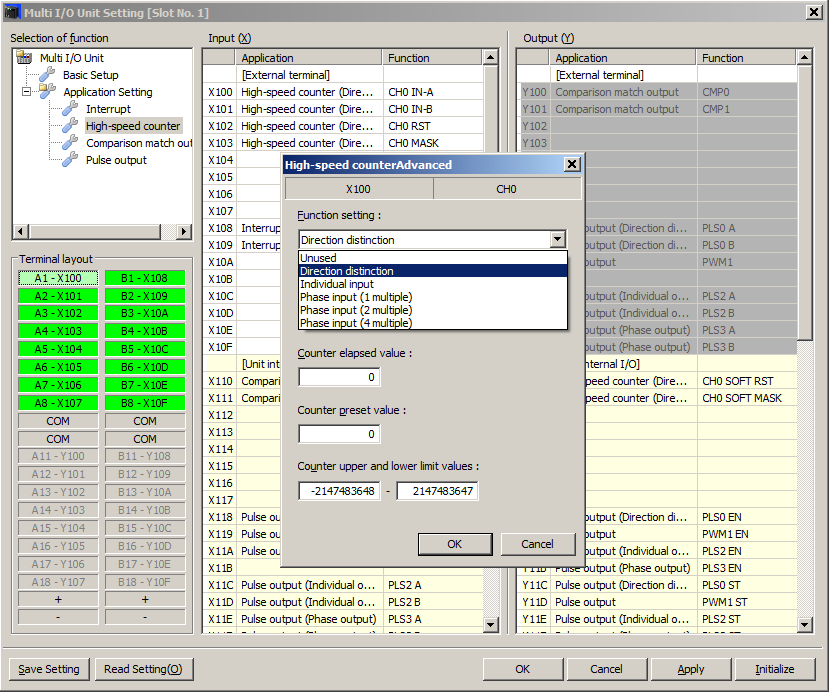 Multi I/O Unit Setting [Slot No. 1]
Selection of function
Multi I/O Unit
Basic Setup
Application Setting
Interrupt
High-speed counter
Comparison match out
Pulse output
Terminal layout
A1 - X100 B1 - X108
A2 - X101 B2 - X109
A3 - X102 B3 - X10A
A4 - X103 B4 - X10B
A5 - X104 B5 - X10C
A6 - X105 B6 - X10D
A7 - X106 B7 - X10E
A8 - X107 B8 - X10F
COM COM
COM COM
A11 - Y100 B11 - Y108
A12 - Y101 B12 - Y109
A13 - Y102 B13 - Y10A
A14 - Y103 B14 - Y10B
A15 - Y104 B15 - Y10C
A16 - Y105 B16 - Y10D
A17 - Y106 B17 - Y10E
A18 - Y107 B18 - Y10F
+ +
- -
Input (X)
Application Function
[External terminal]
X100 High-speed counter (Dire... CH0 IN-A
X101 High-speed counter (Dire... CH0 IN-B
X102 High-speed counter (Dire... CH0 RST
X103 High-speed counter (Dire... CH0 MASK
X104
X105
X106
X107
X108 Interrup
X109 Interrup
X10A
X10B
X10C
X10D
X10E
X10F
[Unit int
X110 Compari
X111 Compari
X112
X113
X114
X115
X116
X117
X118 Pulse ou
X119 Pulse ou
X11A Pulse ou
X11B
X11C Pulse output (Individual o... PLS2 A
X11D Pulse output (Individual o... PLS2 B
X11E Pulse output (Phase output) PLS3 A
Output (Y)
Application Function
[External terminal]
Y100 Comparison match output CMP0
Y101 Comparison match output CMP1
Y102
Y103
output (Direction di... PLS0 A
output (Direction di... PLS0 B
output PWM1
output (Individual o... PLS2 A
output (Individual o... PLS2 B
output (Phase output) PLS3 A
output (Phase output) PLS3 B
nternal I/O]
peed counter (Dire... CH0 SOFT RST
peed counter (Dire... CH0 SOFT MASK
output (Direction di... PLS0 EN
output PWM1 EN
output (Individual o... PLS2 EN
Y11B Pulse output (Phase output) PLS3 EN
Y11C Pulse output (Direction di... PLS0 ST
Y11D Pulse output PWM1 ST
Y11E Pulse output (Individual o... PLS2 ST
High-speed counterAdvanced
X100 CH0
Function setting :
Direction distinction
Unused
Direction distinction
Individual input
Phase input (1 multiple)
Phase input (2 multiple)
Phase input (4 multiple)
Counter elapsed value :
0
Counter preset value :
0
Counter upper and lower limit values :
-2147483648 - 2147483647
OK Cancel
Save Setting Read Setting(O) OK Cancel Apply Initialize